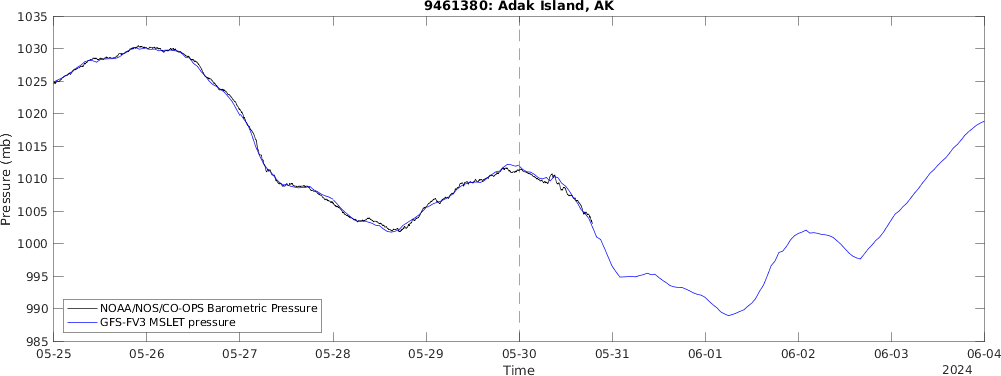 9461380: Adak Island, AK
1035
1030
1025
1020
1015
1010
1005
1000
995
990
985
Pressure (mb)
NOAA/NOS/CO-OPS Barometric Pressure
GFS-FV3 MSLET pressure
05-25 05-26 05-27 05-28 05-29 05-30 05-31 06-01 06-02 06-03 06-04
Time
2024